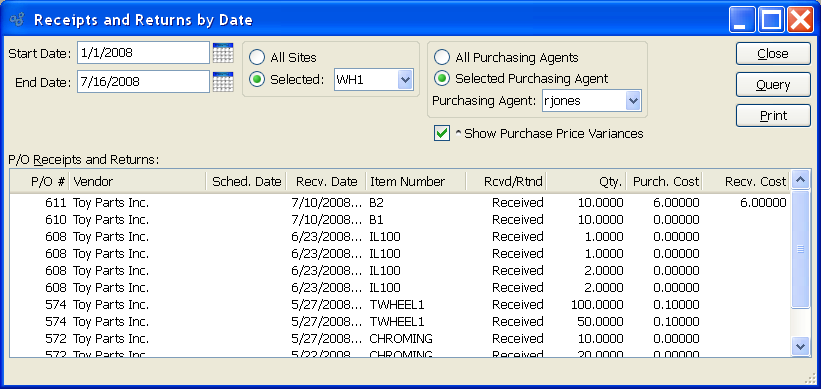 Receipts and Returns by Date
Start Date: 1/1/2008
All Sites
All Purchasing Agents
Close
End Date: 7/16/2008
Selected: WH1
Selected Purchasing Agent
Query
Purchasing Agent: rjones
Print
^ Show Purchase Price Variances
P/O Receipts and Returns:
P/O # Vendor Sched. Date Recv. Date Item Number Rcvd/Rtnd Qty. Purch. Cost Recv. Cost
611 Toy Parts Inc. 7/10/2008... B2 Received 10.0000 6.00000 6.00000
610 Toy Parts Inc. 7/10/2008... B1 Received 10.0000 0.00000
608 Toy Parts Inc. 6/23/2008... IL100 Received 1.0000 0.00000
608 Toy Parts Inc. 6/23/2008... IL100 Received 1.0000 0.00000
608 Toy Parts Inc. 6/23/2008... IL100 Received 2.0000 0.00000
608 Toy Parts Inc. 6/23/2008... IL100 Received 2.0000 0.00000
574 Toy Parts Inc. 5/27/2008... TWHEEL1 Received 100.0000 0.10000
574 Toy Parts Inc. 5/27/2008... TWHEEL1 Received 50.0000 0.10000
572 Toy Parts Inc. 5/27/2008... CHROMING Received 10.0000 0.00000
572 Toy Parts Inc. 5/22/2008... CHROMING Received 20.0000 0.00000